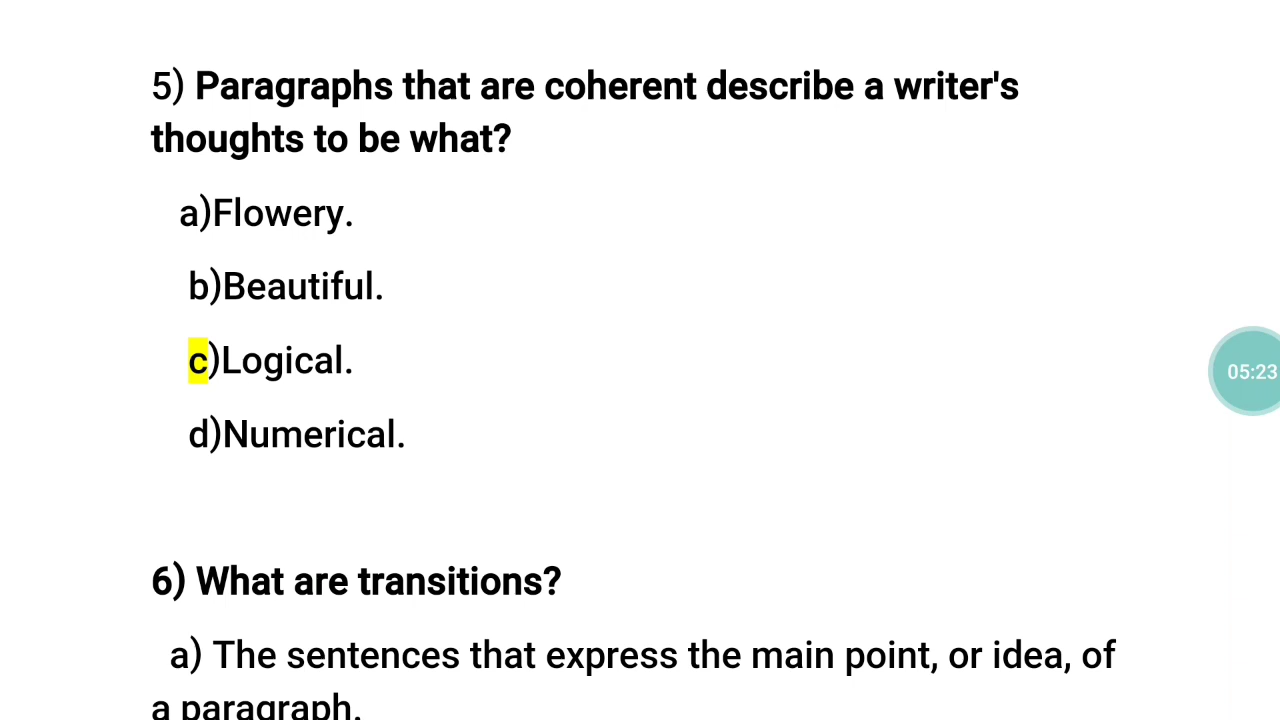 5) Paragraphs that are coherent describe a writer's
thoughts to be what?
a)Flowery.
b)Beautiful.
c)Logical.
d)Numerical.
05:23
6) What are transitions?
a) The sentences that express the main point, or idea, of
a paragraph.